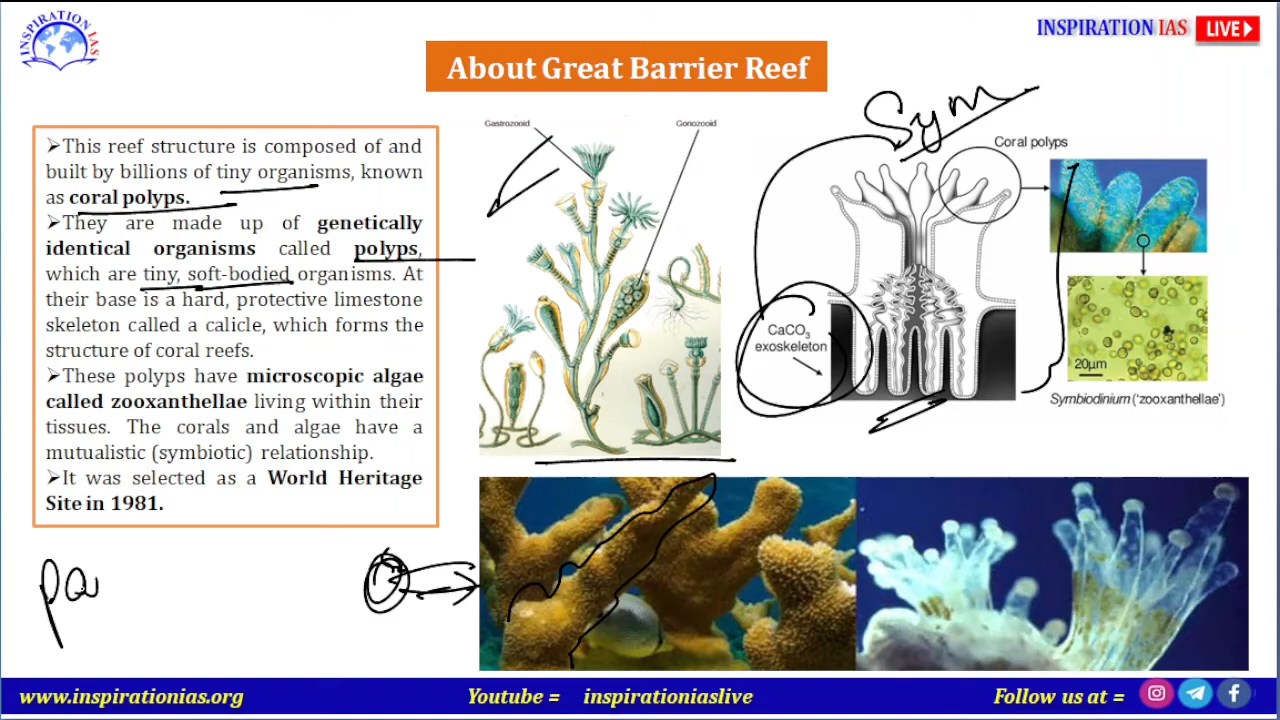 INSPIRATION IAS
INSPIRATION IAS LIVE
About Great Barrier Reef
➢This reef structure is composed of and
built by billions of tiny organisms, known
as coral polyps.
➢They are made up of genetically
identical organisms called polyps,
which are tiny, soft-bodied organisms. At
their base is a hard, protective limestone
skeleton called a calicle, which forms the
structure of coral reefs.
➢These polyps have microscopic algae
called zooxanthellae living within their
tissues. The corals and algae have a
mutualistic (symbiotic) relationship.
➢It was selected as a World Heritage
Site in 1981.
Gastrozooid
Gonozooid
Sym
Coral polyps
CaCO₃
exoskeleton
20µm
Symbiodinium ('zooxanthellae')
www.inspirationias.org
Youtube = inspirationiaslive
Follow us at =